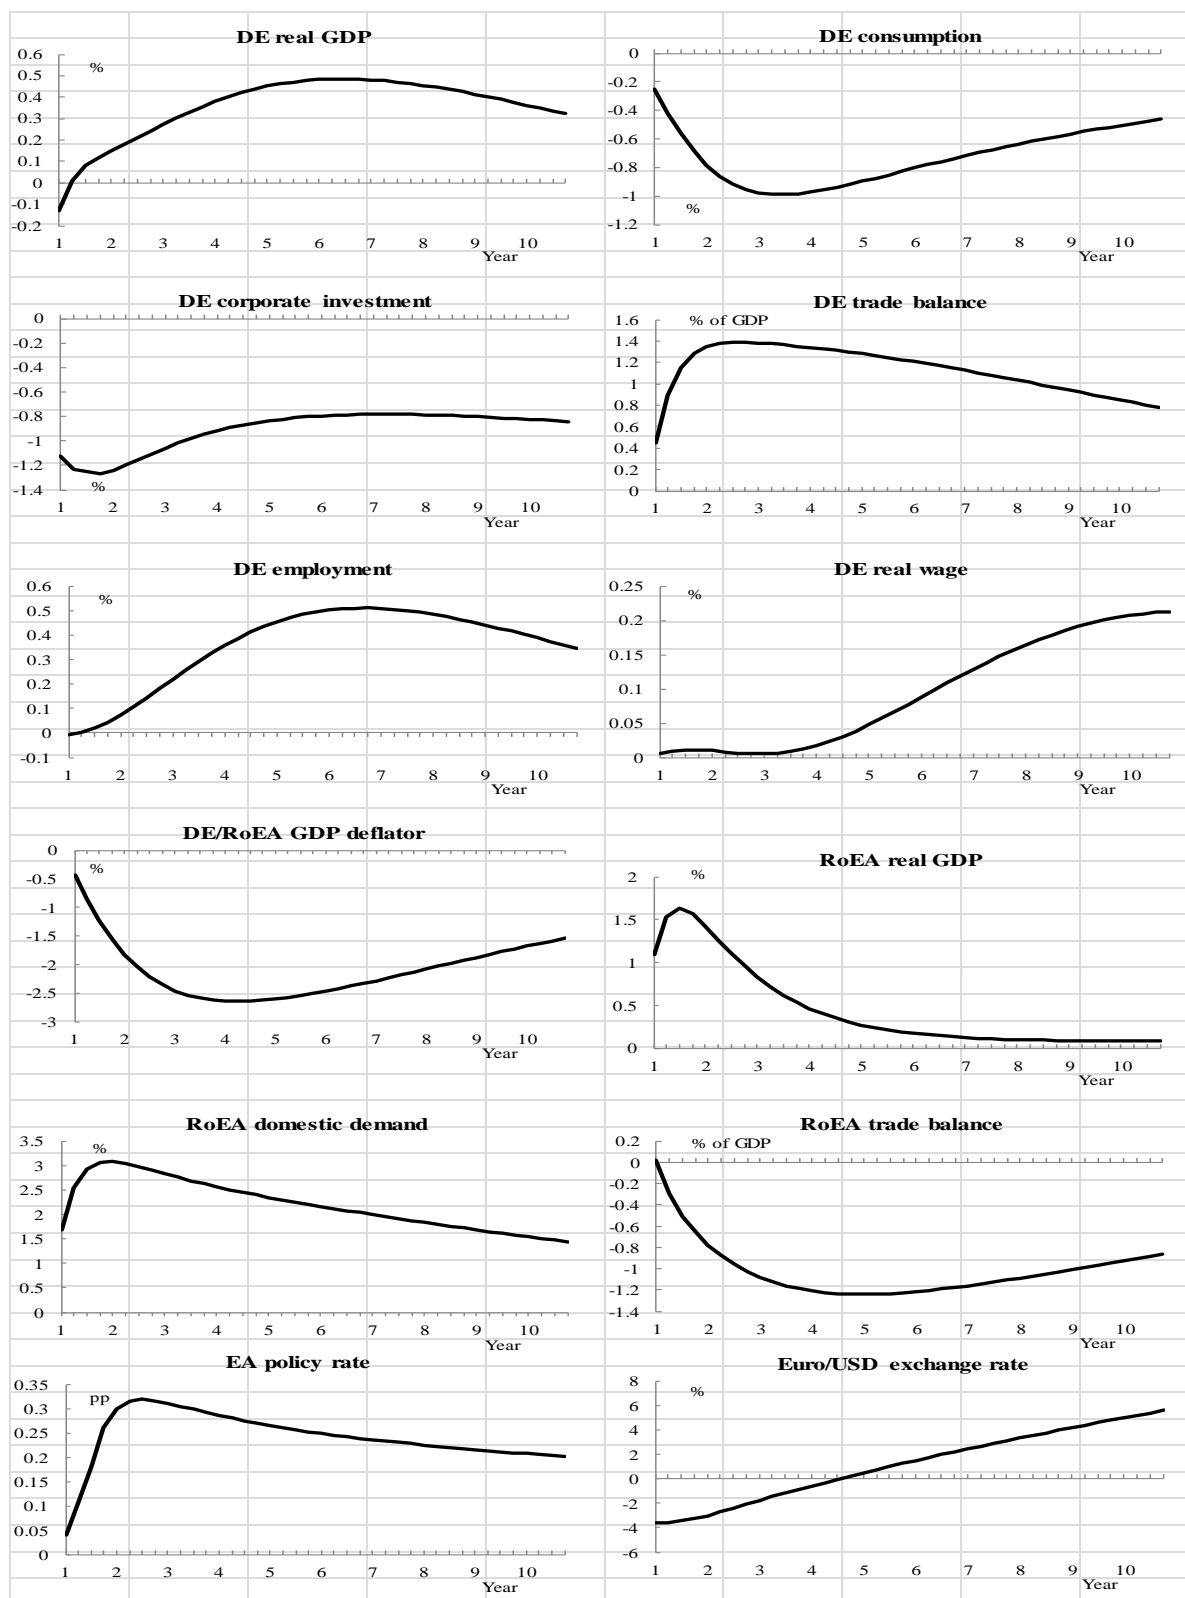 DE real GDP
%
0.6
0.5
0.4
0.3
0.2
0.1
0
-0.1
-0.2
1 2 3 4 5 6 7 8 9 10
Year
DE consumption
0
-0.2
-0.4
-0.6
-0.8
-1
-1.2
%
1 2 3 4 5 6 7 8 9 10
Year
DE corporate investment
0
-0.2
-0.4
-0.6
-0.8
-1
-1.2
-1.4
%
1 2 3 4 5 6 7 8 9 10
Year
DE trade balance
% of GDP
1.6
1.4
1.2
1
0.8
0.6
0.4
0.2
0
1 2 3 4 5 6 7 8 9 10
Year
DE employment
%
0.6
0.5
0.4
0.3
0.2
0.1
0
-0.1
1 2 3 4 5 6 7 8 9 10
Year
DE real wage
%
0.25
0.2
0.15
0.1
0.05
0
1 2 3 4 5 6 7 8 9 10
Year
DE/RoEA GDP deflator
%
0
-0.5
-1
-1.5
-2
-2.5
-3
1 2 3 4 5 6 7 8 9 10
Year
RoEA real GDP
%
2
1.5
1
0.5
0
1 2 3 4 5 6 7 8 9 10
Year
RoEA domestic demand
%
3.5
3
2.5
2
1.5
1
0.5
0
1 2 3 4 5 6 7 8 9 10
Year
RoEA trade balance
% of GDP
0.2
0
-0.2
-0.4
-0.6
-0.8
-1
-1.2
-1.4
1 2 3 4 5 6 7 8 9 10
Year
EA policy rate
pp
0.35
0.3
0.25
0.2
0.15
0.1
0.05
0
1 2 3 4 5 6 7 8 9 10
Year
Euro/USD exchange rate
%
8
6
4
2
0
-2
-4
-6
1 2 3 4 5 6 7 8 9 10
Year